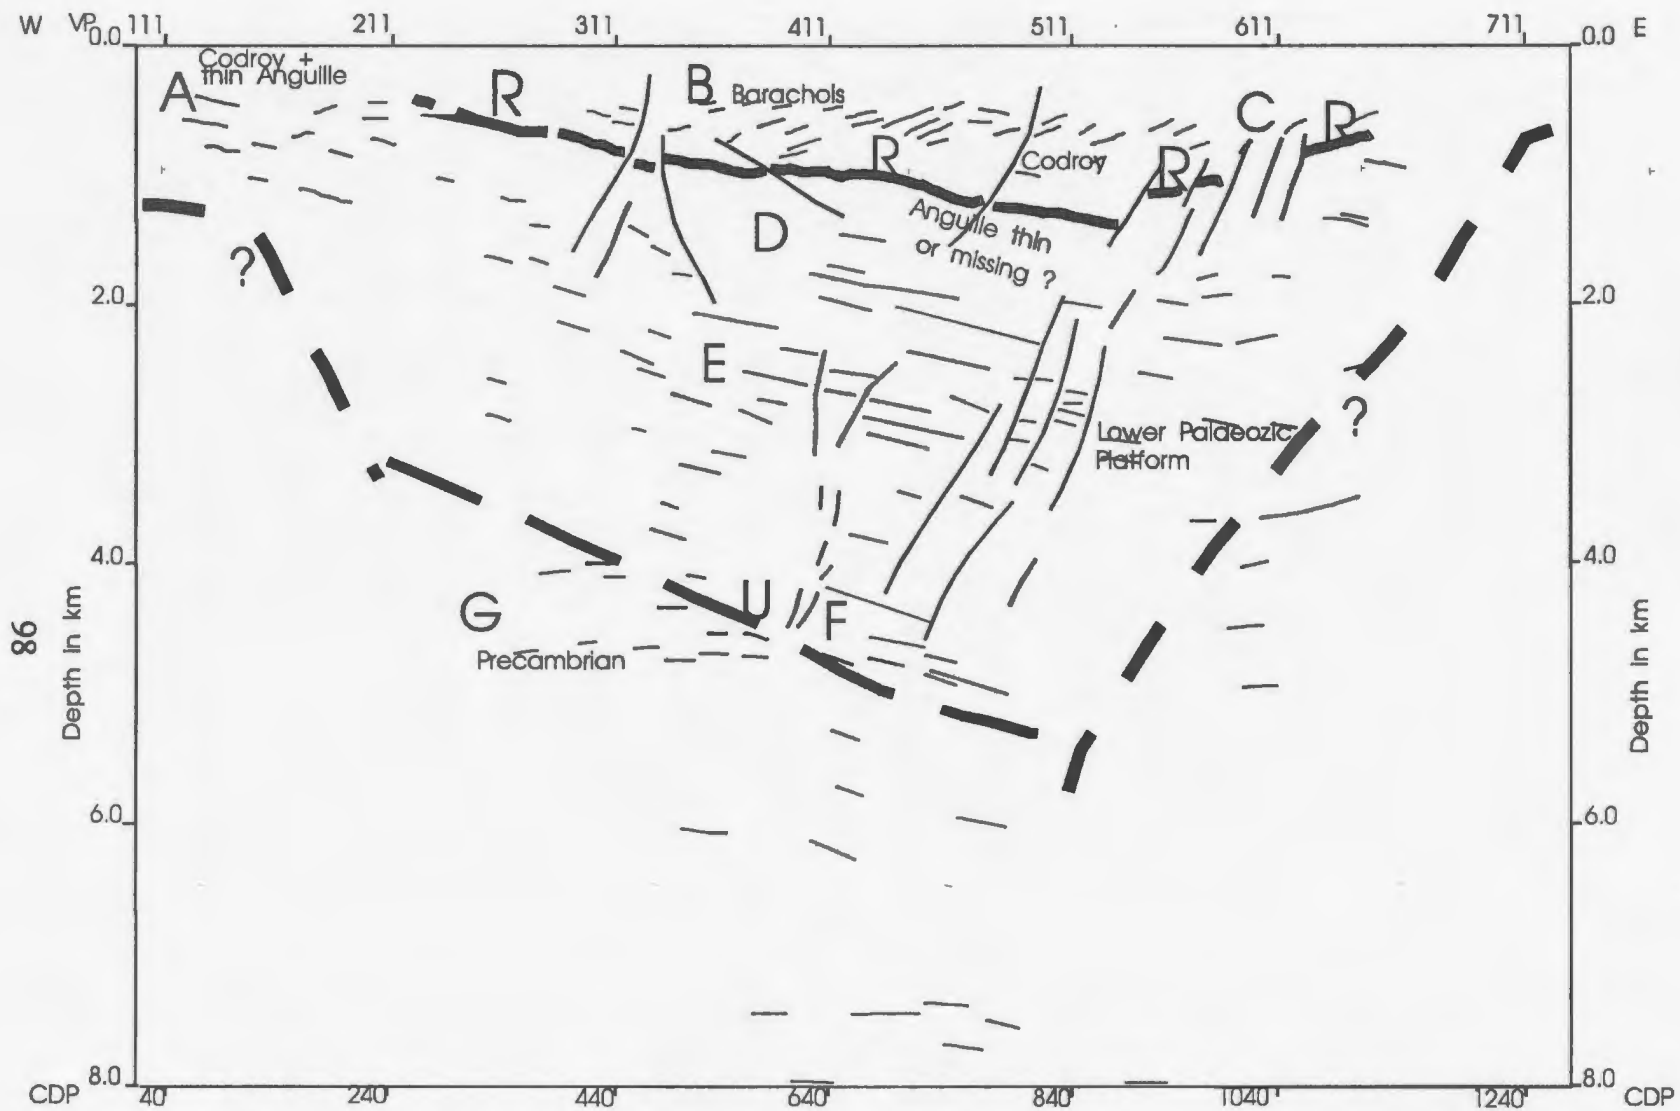 W VP 111 211 311 411 511 611 711 E
0.0 0.0
Codroy +
thin Anguille
A R B Barachols C R
R Codroy R
Anguille thin
or missing ?
D
?
2.0 2.0
E
?
Lower Palaeozic
Platform
4.0 4.0
G U F
Precambrian
86
Depth in km
Depth in km
6.0 6.0
8.0 8.0
CDP 40 240 440 640 840 1040 1240 CDP